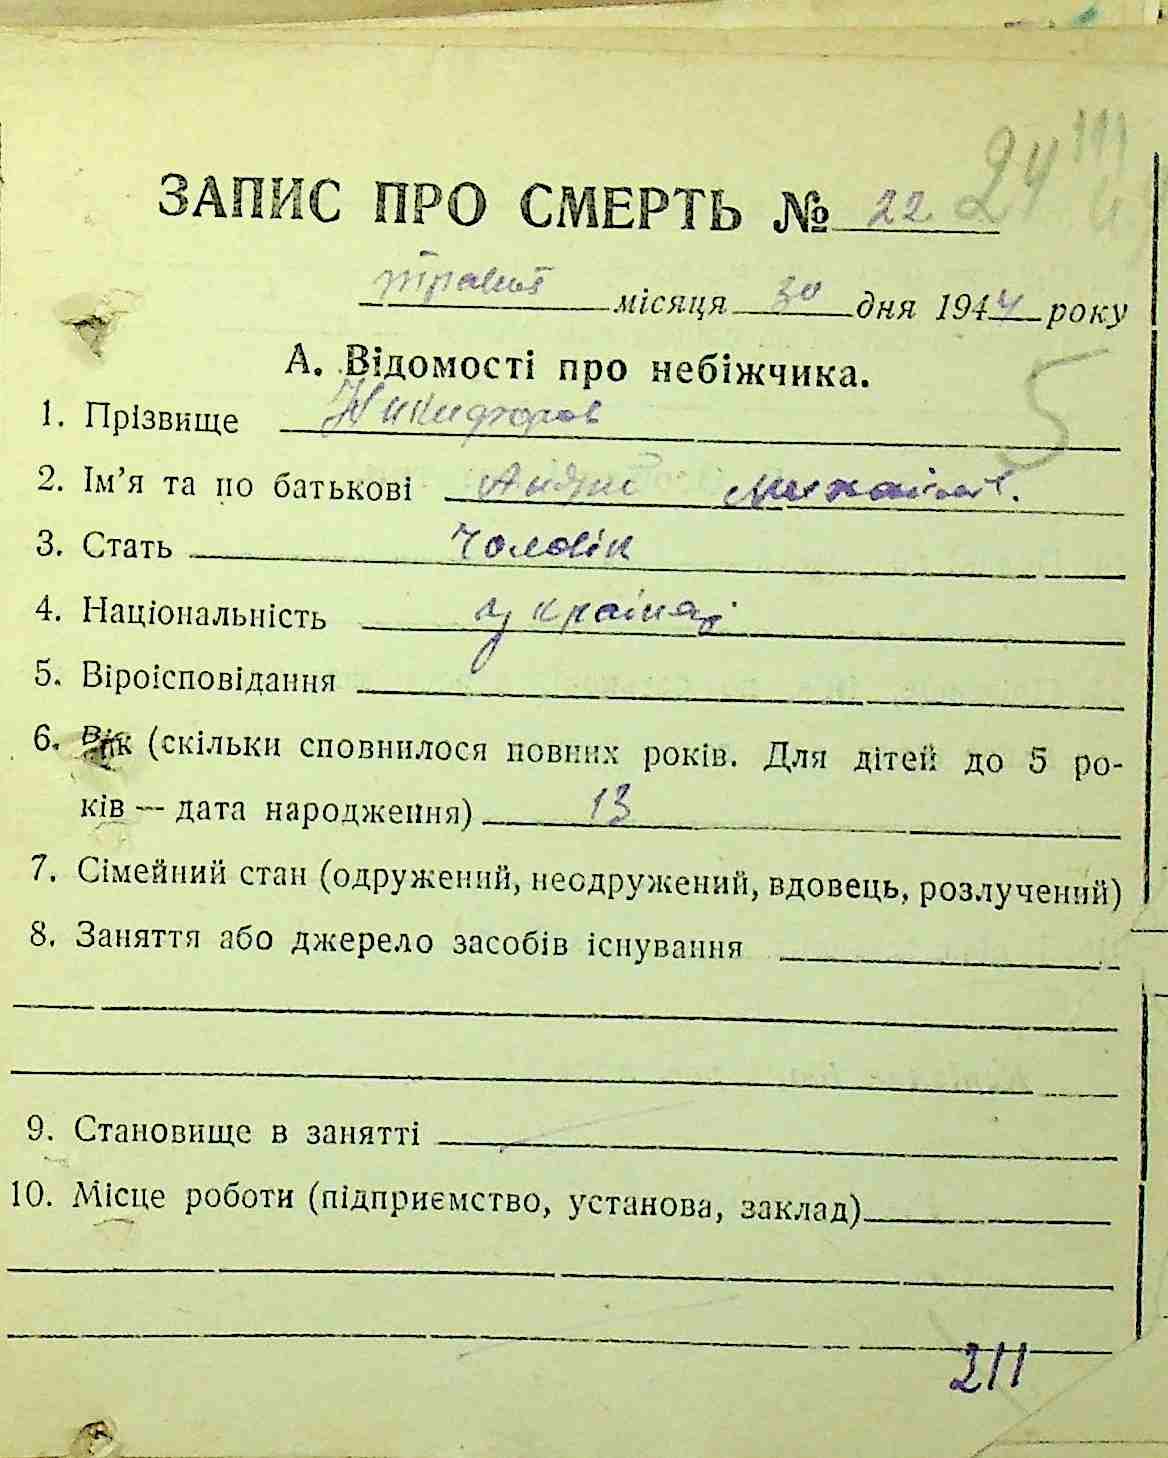 ЗАПИС ПРО СМЕРТЬ № 22 24
травня місяця 30 дня 1944 року
5
А. Відомості про небіжчика.
1. Прізвище Никифоров
2. Ім’я та по батькові Андрій Михайлов.
3. Стать чоловік
4. Національність
5. Віроісповідання
6. Вік (скільки сповнилося повних років. Для дітей до 5 ро-
ків — дата народження) 13
7. Сімейний стан (одружений, неодружений, вдовець, розлучений)
8. Заняття або джерело засобів існування
9. Становище в занятті
10. Місце роботи (підприємство, установа, заклад)
211